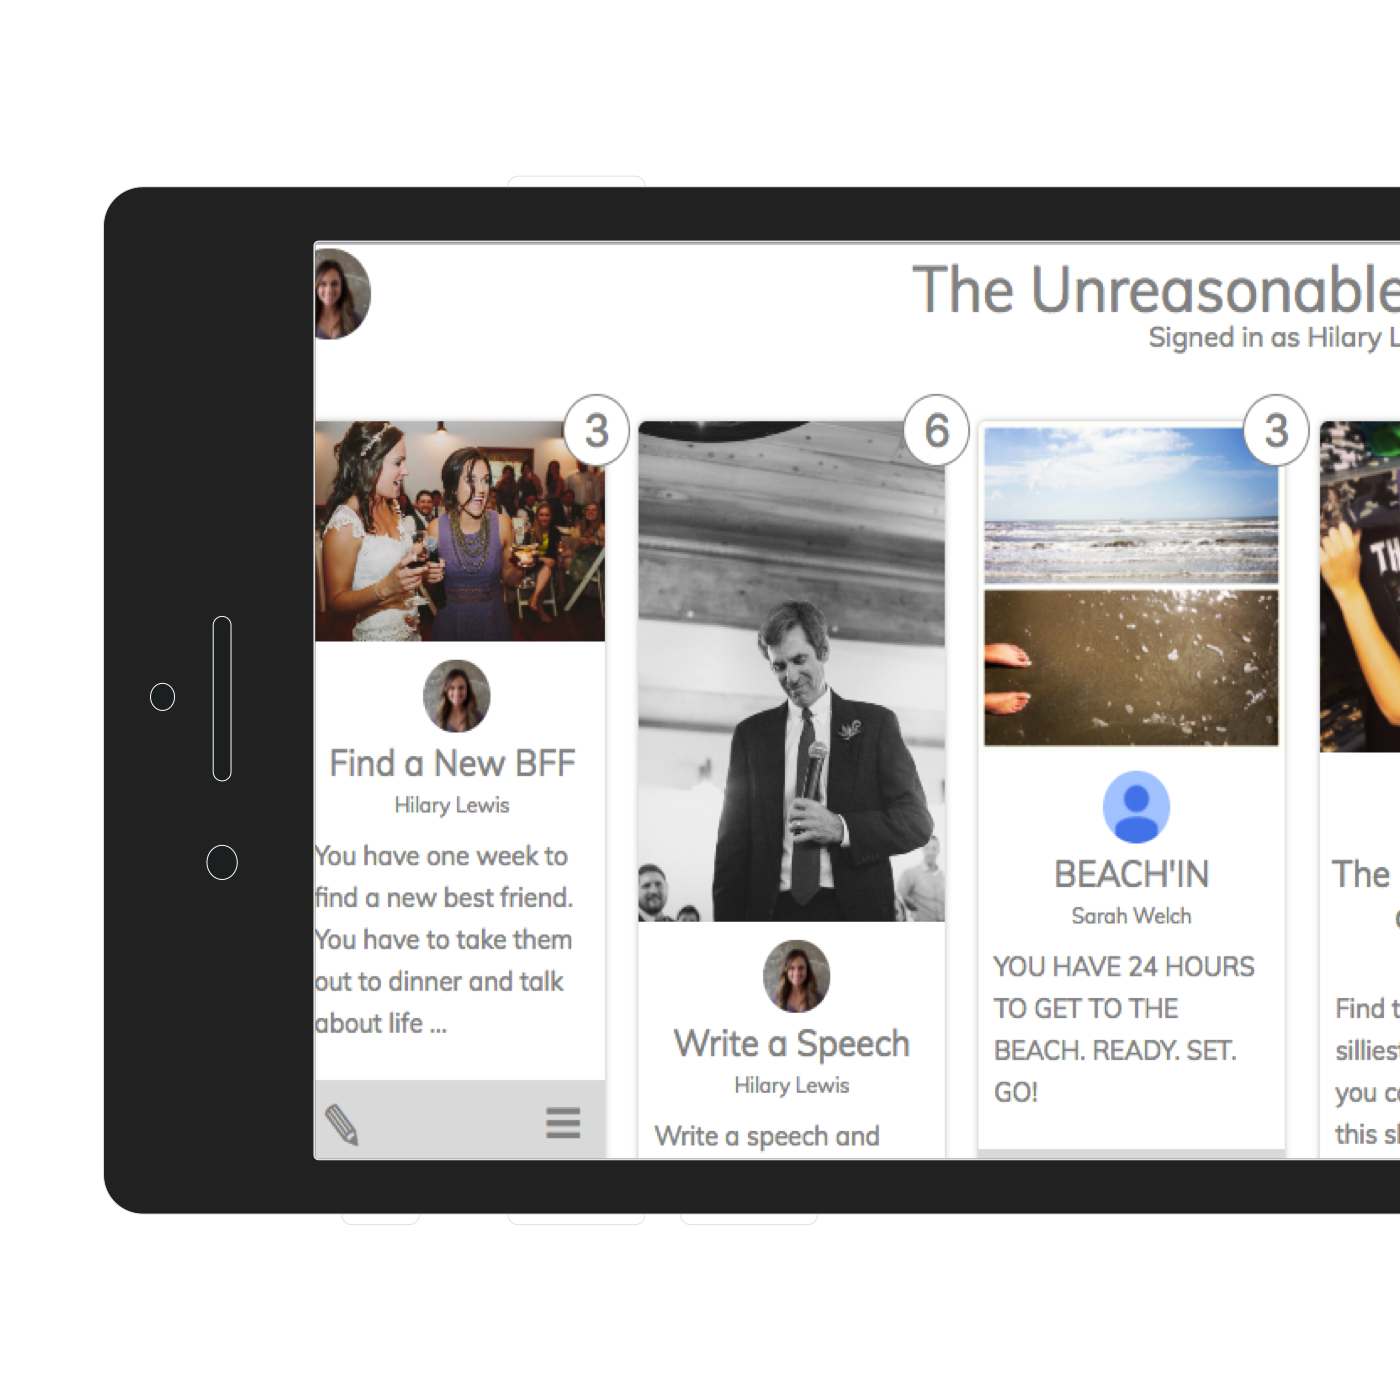 The Unreasonable
Signed in as Hilary L
3
Find a New BFF
Hilary Lewis
You have one week to
find a new best friend.
You have to take them
out to dinner and talk
about life ...
6
Write a Speech
Hilary Lewis
Write a speech and
3
BEACH'IN
Sarah Welch
YOU HAVE 24 HOURS
TO GET TO THE
BEACH. READY. SET.
GO!
TH
The
Find t
silliest
you c
this sl